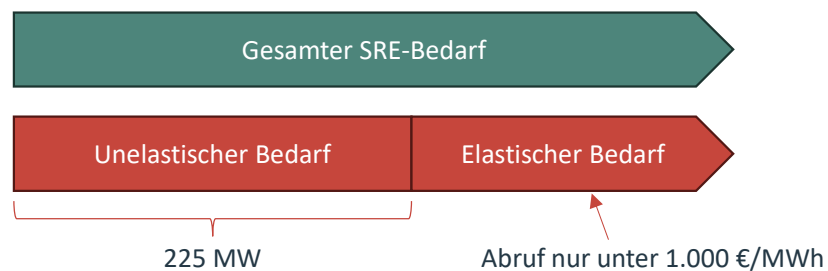 Gesamter SRE-Bedarf
Unelastischer Bedarf
Elastischer Bedarf
225 MW
Abruf nur unter 1.000 €/MWh